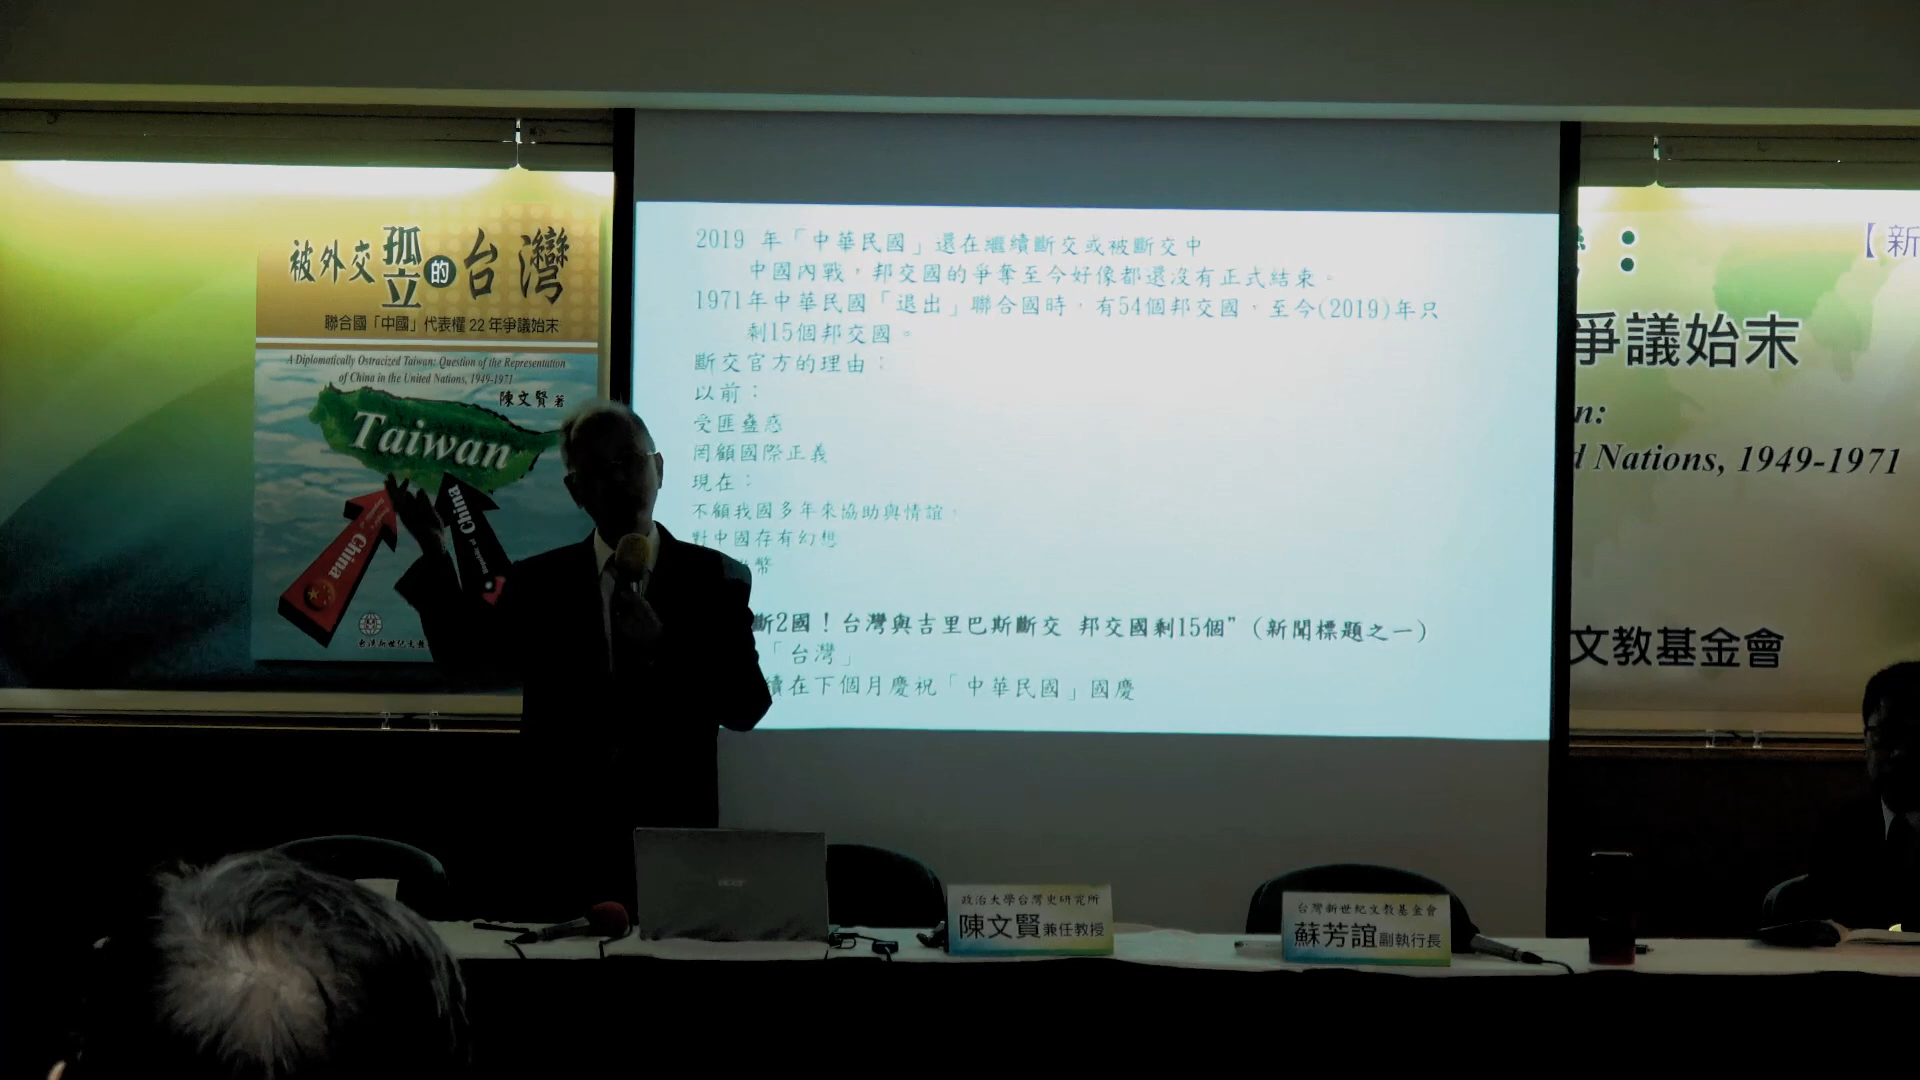 被外交孤立的台灣
聯合國「中國」代表權22年爭議始末
A Diplomatically Ostracized Taiwan: Question of the Representation
of China in the United Nations, 1949-1971
陳文賢 著
Taiwan
China
China
2019 年「中華民國」還在繼續斷交或被斷交中
中國內戰，邦交國的爭奪至今好像都還沒有正式結束。
1971年中華民國「退出」聯合國時，有54個邦交國，至今(2019)年只
剩15個邦交國。
斷交官方的理由：
以前：
受匪蠱惑
罔顧國際正義
現在：
不顧我國多年來協助與情誼，
對中國存有幻想
幣
斷2國！台灣與吉里巴斯斷交 邦交國剩15個”(新聞標題之一)
「台灣」
續在下個月慶祝「中華民國」國慶
：
【新
爭議始末
n:
d Nations, 1949-1971
文教基金會
acer
政治大學台灣史研究所
陳文賢 兼任教授
台灣新世紀文教基金會
蘇芳誼 副執行長